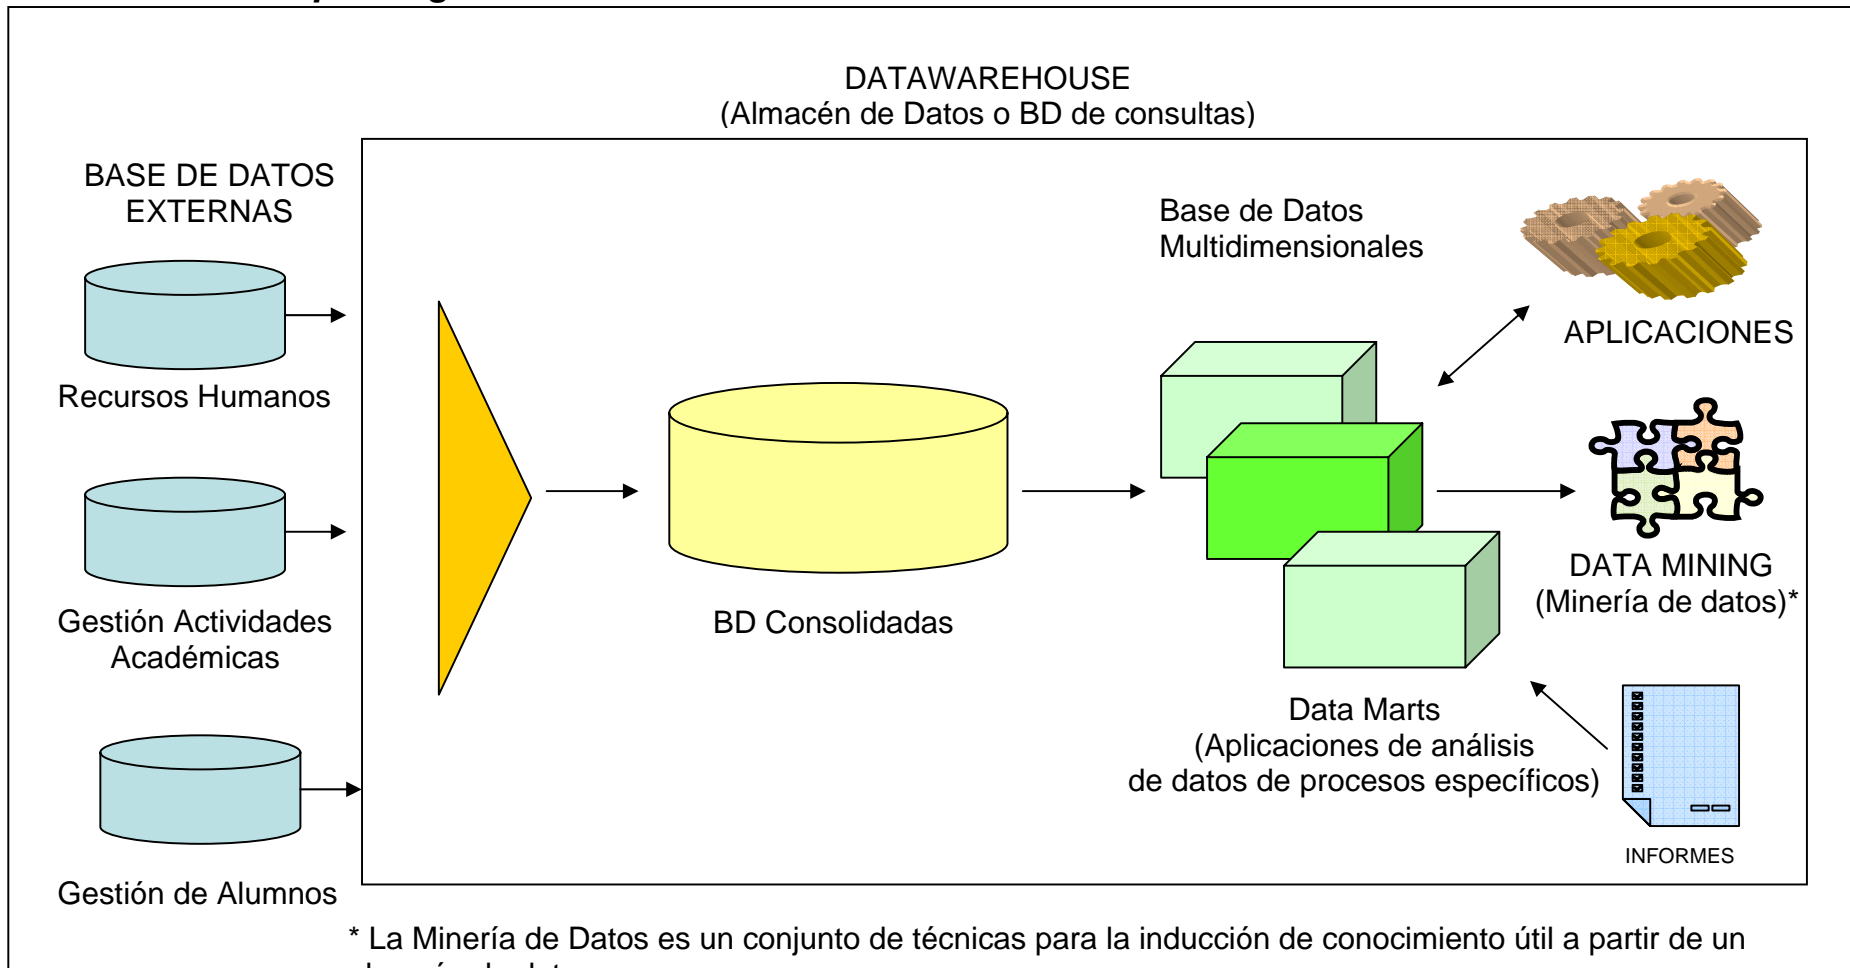 DATAWAREHOUSE
(Almacén de Datos o BD de consultas)
BASE DE DATOS
EXTERNAS
Recursos Humanos
Gestión Actividades
Académicas
Gestión de Alumnos
BD Consolidadas
Base de Datos
Multidimensionales
Data Marts
(Aplicaciones de análisis
de datos de procesos específicos)
APLICACIONES
DATA MINING
(Minería de datos)*
INFORMES
* La Minería de Datos es un conjunto de técnicas para la inducción de conocimiento útil a partir de un